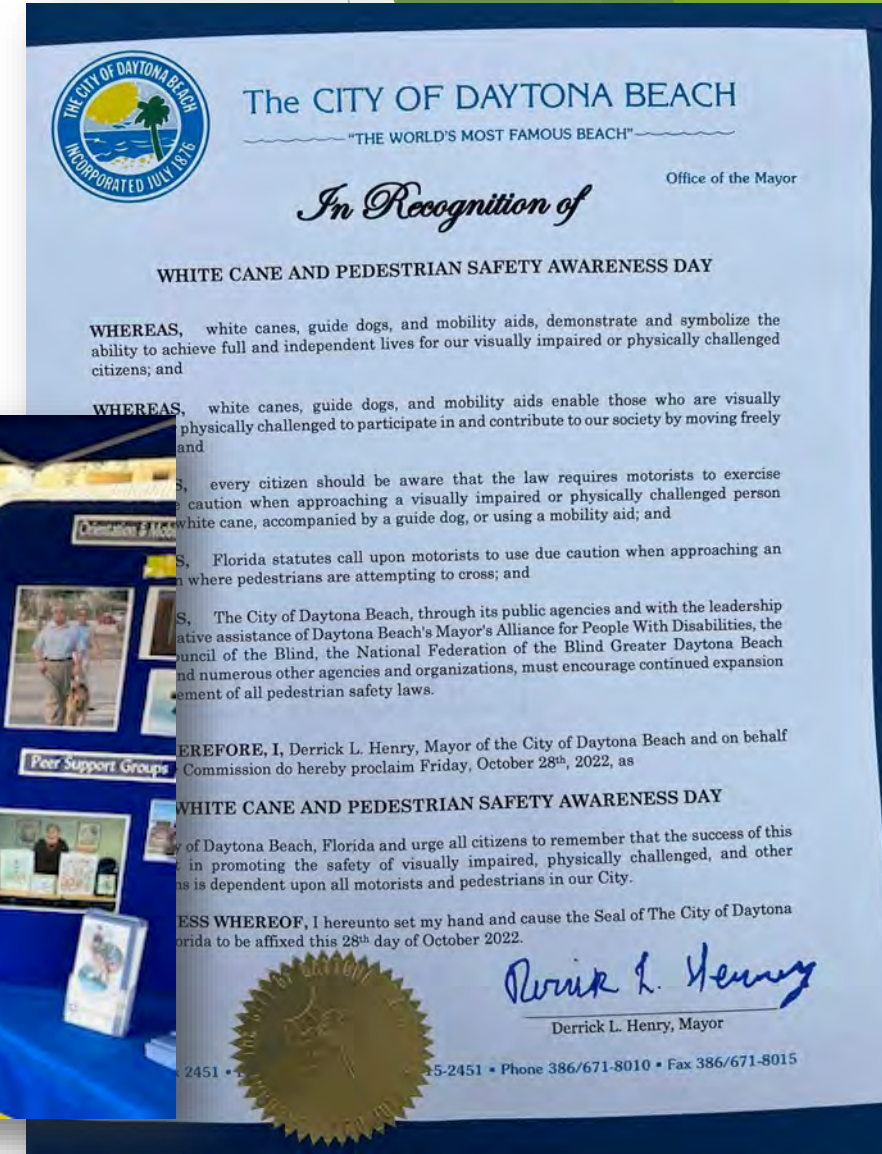 THE CITY OF DAYTONA BEACH
INCORPORATED JULY 1876
The CITY OF DAYTONA BEACH
"THE WORLD'S MOST FAMOUS BEACH"
Office of the Mayor
In Recognition of
WHITE CANE AND PEDESTRIAN SAFETY AWARENESS DAY
WHEREAS, white canes, guide dogs, and mobility aids, demonstrate and symbolize the
ability to achieve full and independent lives for our visually impaired or physically challenged
citizens; and
WHEREAS, white canes, guide dogs, and mobility aids enable those who are visually
physically challenged to participate in and contribute to our society by moving freely
and
every citizen should be aware that the law requires motorists to exercise
caution when approaching a visually impaired or physically challenged person
white cane, accompanied by a guide dog, or using a mobility aid; and
Florida statutes call upon motorists to use due caution when approaching an
where pedestrians are attempting to cross; and
The City of Daytona Beach, through its public agencies and with the leadership
assistance of Daytona Beach's Mayor's Alliance for People With Disabilities, the
of the Blind, the National Federation of the Blind Greater Daytona Beach
numerous other agencies and organizations, must encourage continued expansion
of all pedestrian safety laws.
EREFORE, I, Derrick L. Henry, Mayor of the City of Daytona Beach and on behalf
Commission do hereby proclaim Friday, October 28th, 2022, as
WHITE CANE AND PEDESTRIAN SAFETY AWARENESS DAY
of Daytona Beach, Florida and urge all citizens to remember that the success of this
in promoting the safety of visually impaired, physically challenged, and other
is dependent upon all motorists and pedestrians in our City.
ESS WHEREOF, I hereunto set my hand and cause the Seal of The City of Daytona
orida to be affixed this 28th day of October 2022.
Derrick L. Henry
Derrick L. Henry, Mayor
2451 • 15-2451 • Phone 386/671-8010 • Fax 386/671-8015
Orientation & Mobi
Peer Support Groups